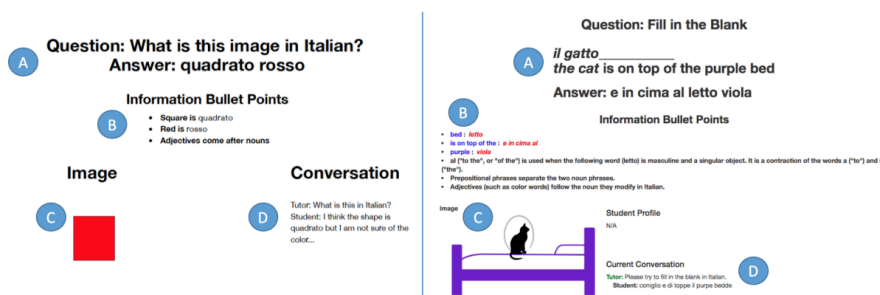 Question: What is this image in Italian?
Answer: quadrato rosso
A
Information Bullet Points
B
• Square is quadrato
• Red is rosso
• Adjectives come after nouns
Image
Conversation
C
D
Tutor: What is this in Italian?
Student: I think the shape is
quadrato but I am not sure of the
color...
Question: Fill in the Blank
A
il gatto___________
the cat is on top of the purple bed
Answer: e in cima al letto viola
B
Information Bullet Points
• bed : letto
• is on top of the : e in cima al
• purple : viola
• al ("to the", or "of the") is used when the following word (letto) is masculine and a singular object. It is a contraction of the words a ("to") and
("the").
• Prepositional phrases separate the two noun phrases.
• Adjectives (such as color words) follow the noun they modify in Italian.
Image
C
Student Profile
N/A
Current Conversation
D
Tutor: Please try to fill in the blank in Italian.
Student: coniglio e di toppe il purpe bedde